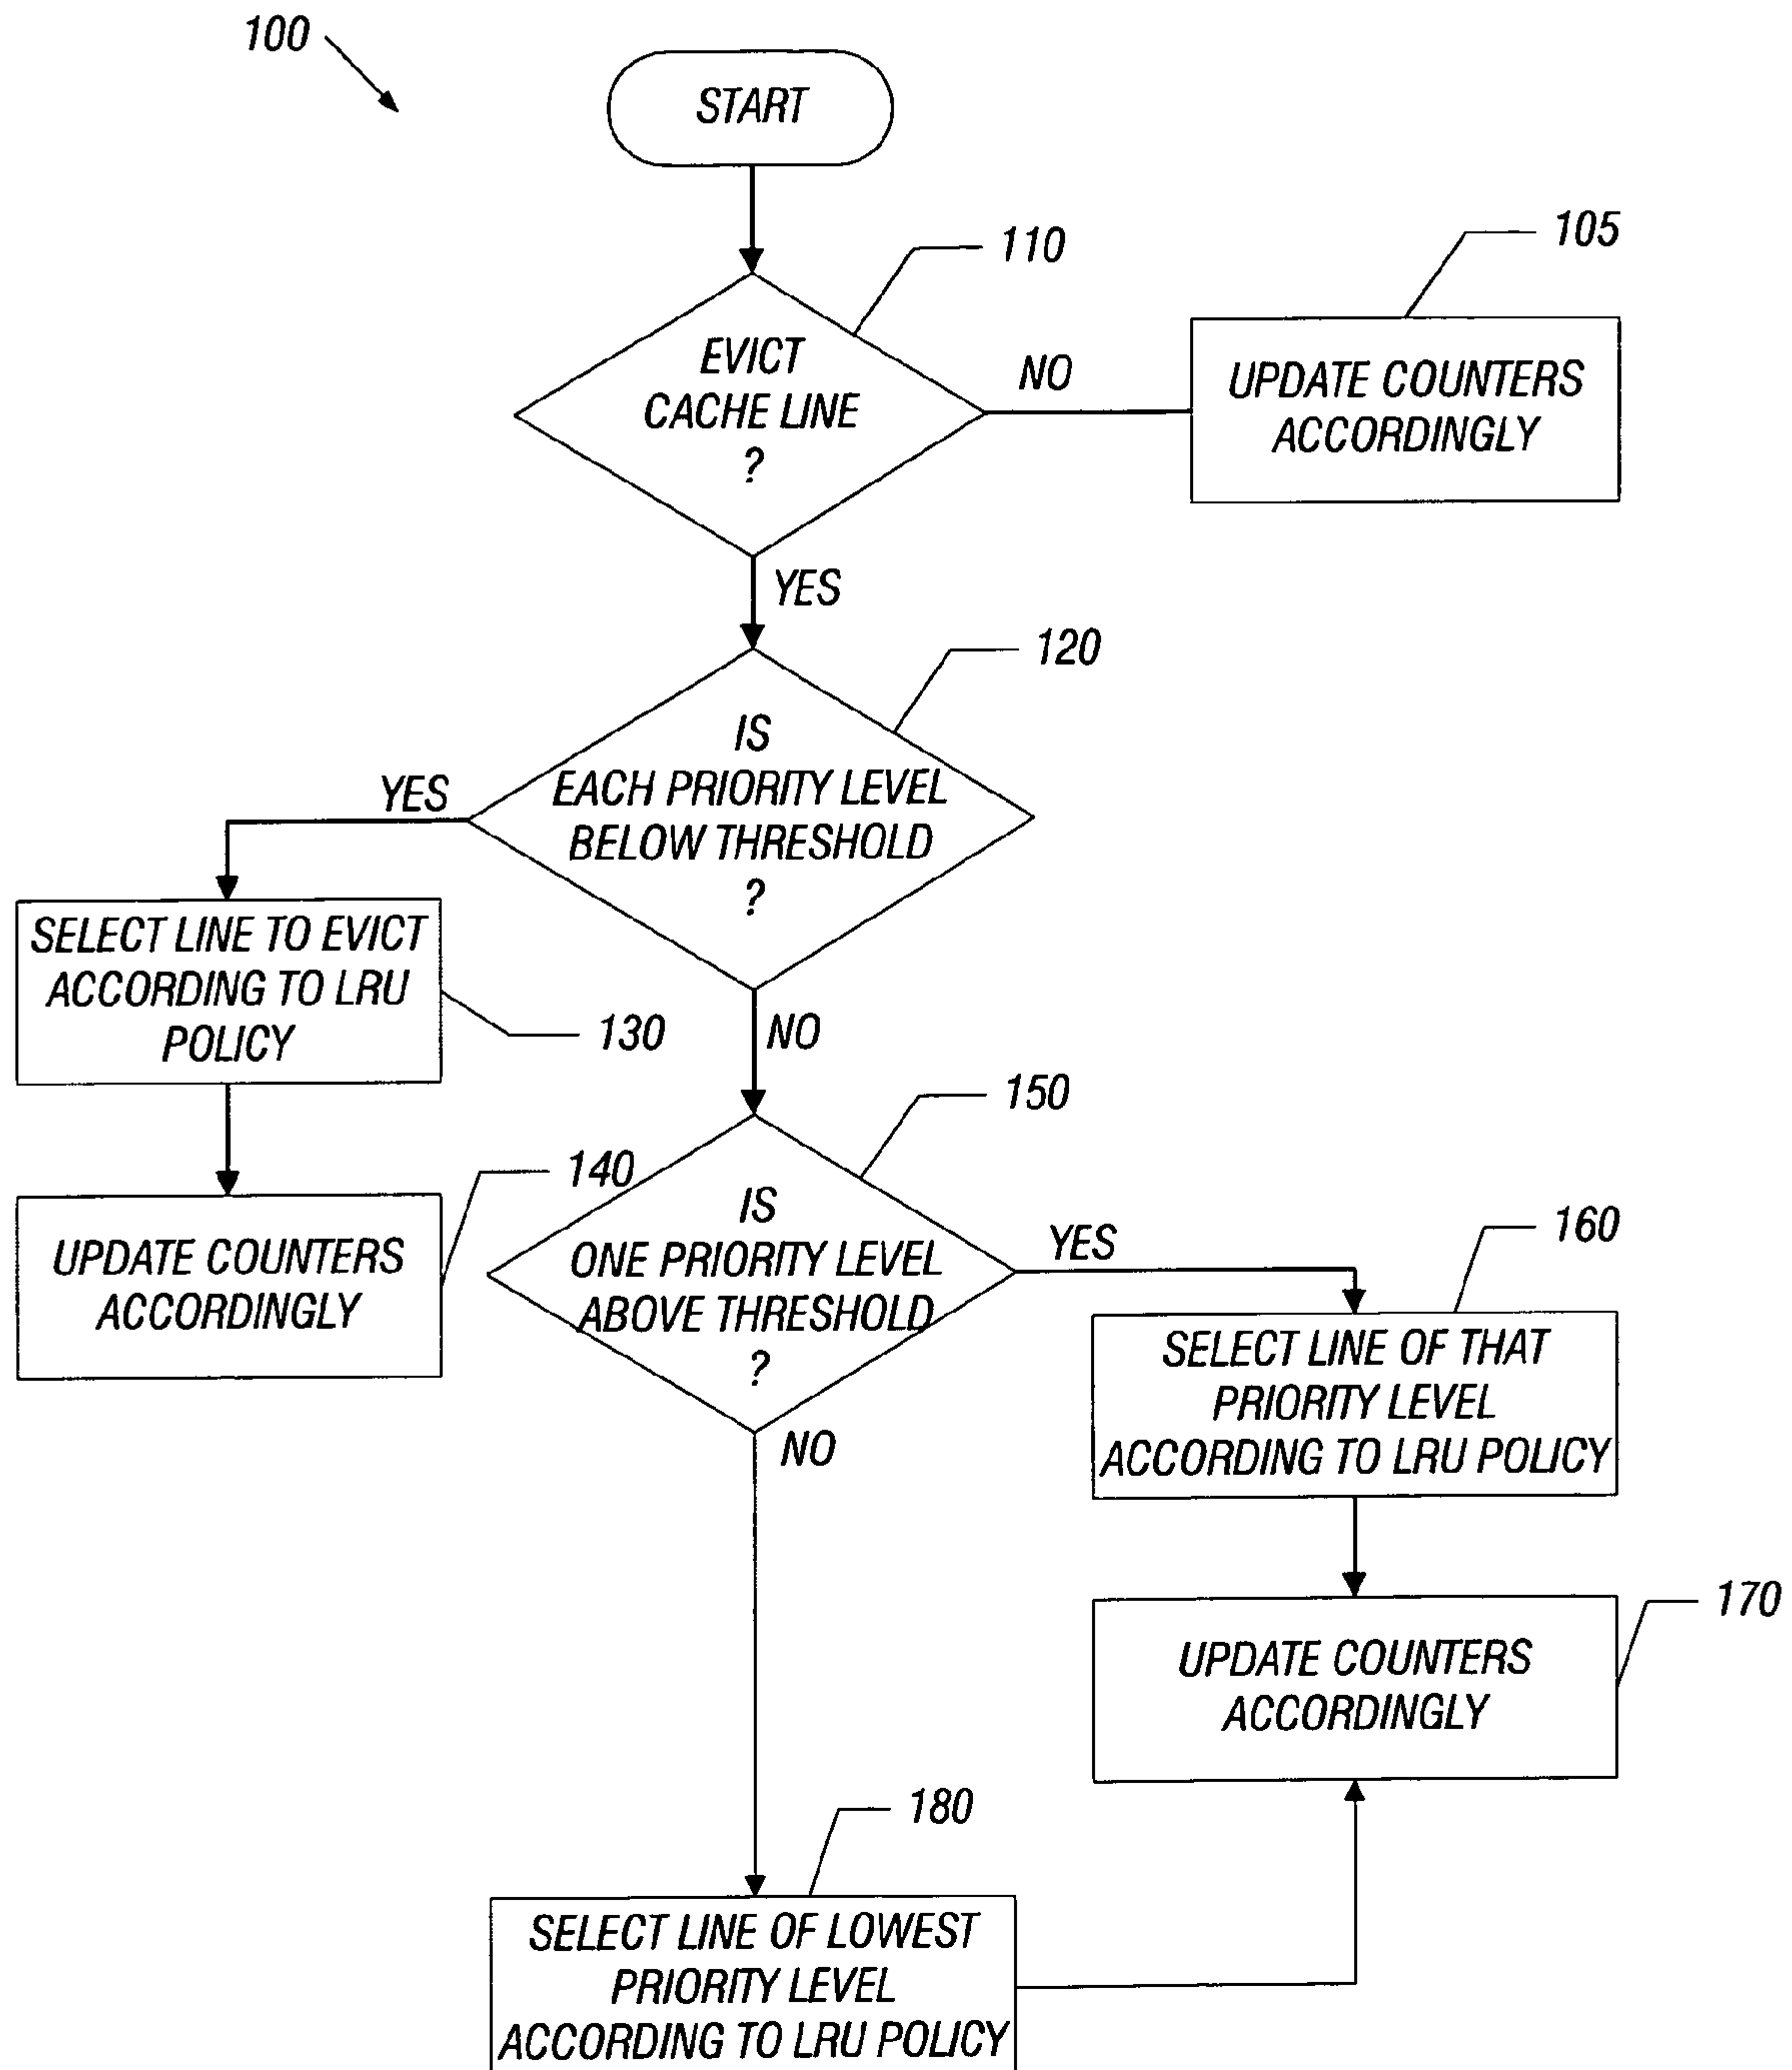 100
START
110
105
EVICT
CACHE LINE
?
NO
UPDATE COUNTERS
ACCORDINGLY
YES
120
IS
EACH PRIORITY LEVEL
BELOW THRESHOLD
?
YES
SELECT LINE TO EVICT
ACCORDING TO LRU
POLICY
130
NO
150
140
UPDATE COUNTERS
ACCORDINGLY
IS
ONE PRIORITY LEVEL
ABOVE THRESHOLD
?
YES
160
NO
SELECT LINE OF THAT
PRIORITY LEVEL
ACCORDING TO LRU POLICY
170
UPDATE COUNTERS
ACCORDINGLY
180
SELECT LINE OF LOWEST
PRIORITY LEVEL
ACCORDING TO LRU POLICY